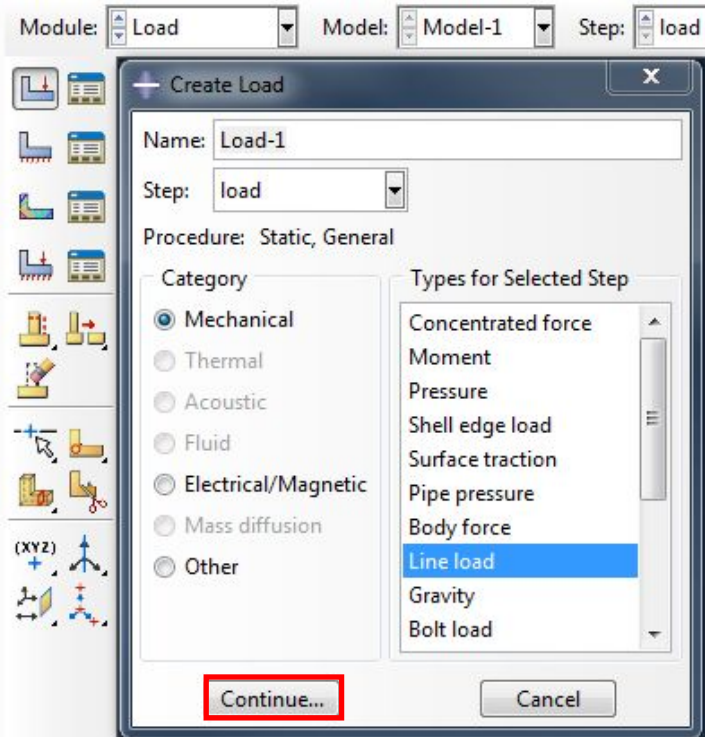 Module: Load Model: Model-1 Step: load
Create Load
Name: Load-1
Step: load
Procedure: Static, General
Category
Mechanical
Thermal
Acoustic
Fluid
Electrical/Magnetic
Mass diffusion
Other
Types for Selected Step
Concentrated force
Moment
Pressure
Shell edge load
Surface traction
Pipe pressure
Body force
Line load
Gravity
Bolt load
Continue... Cancel
(XYZ)